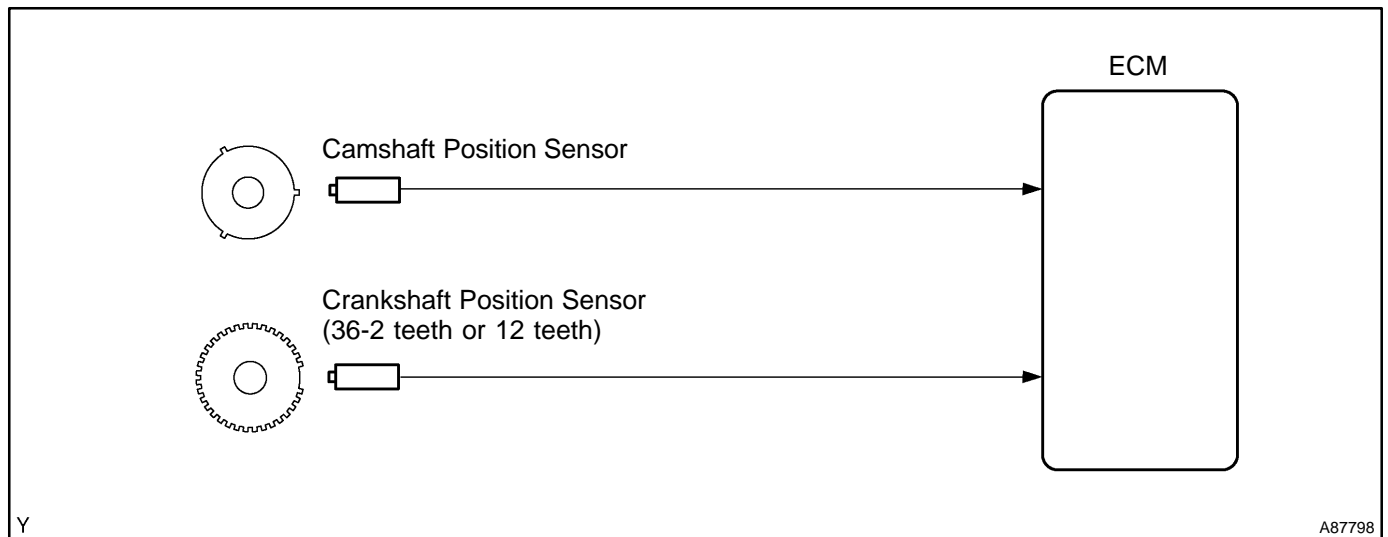 ECM
Camshaft Position Sensor
Crankshaft Position Sensor
(36-2 teeth or 12 teeth)
Y
A87798